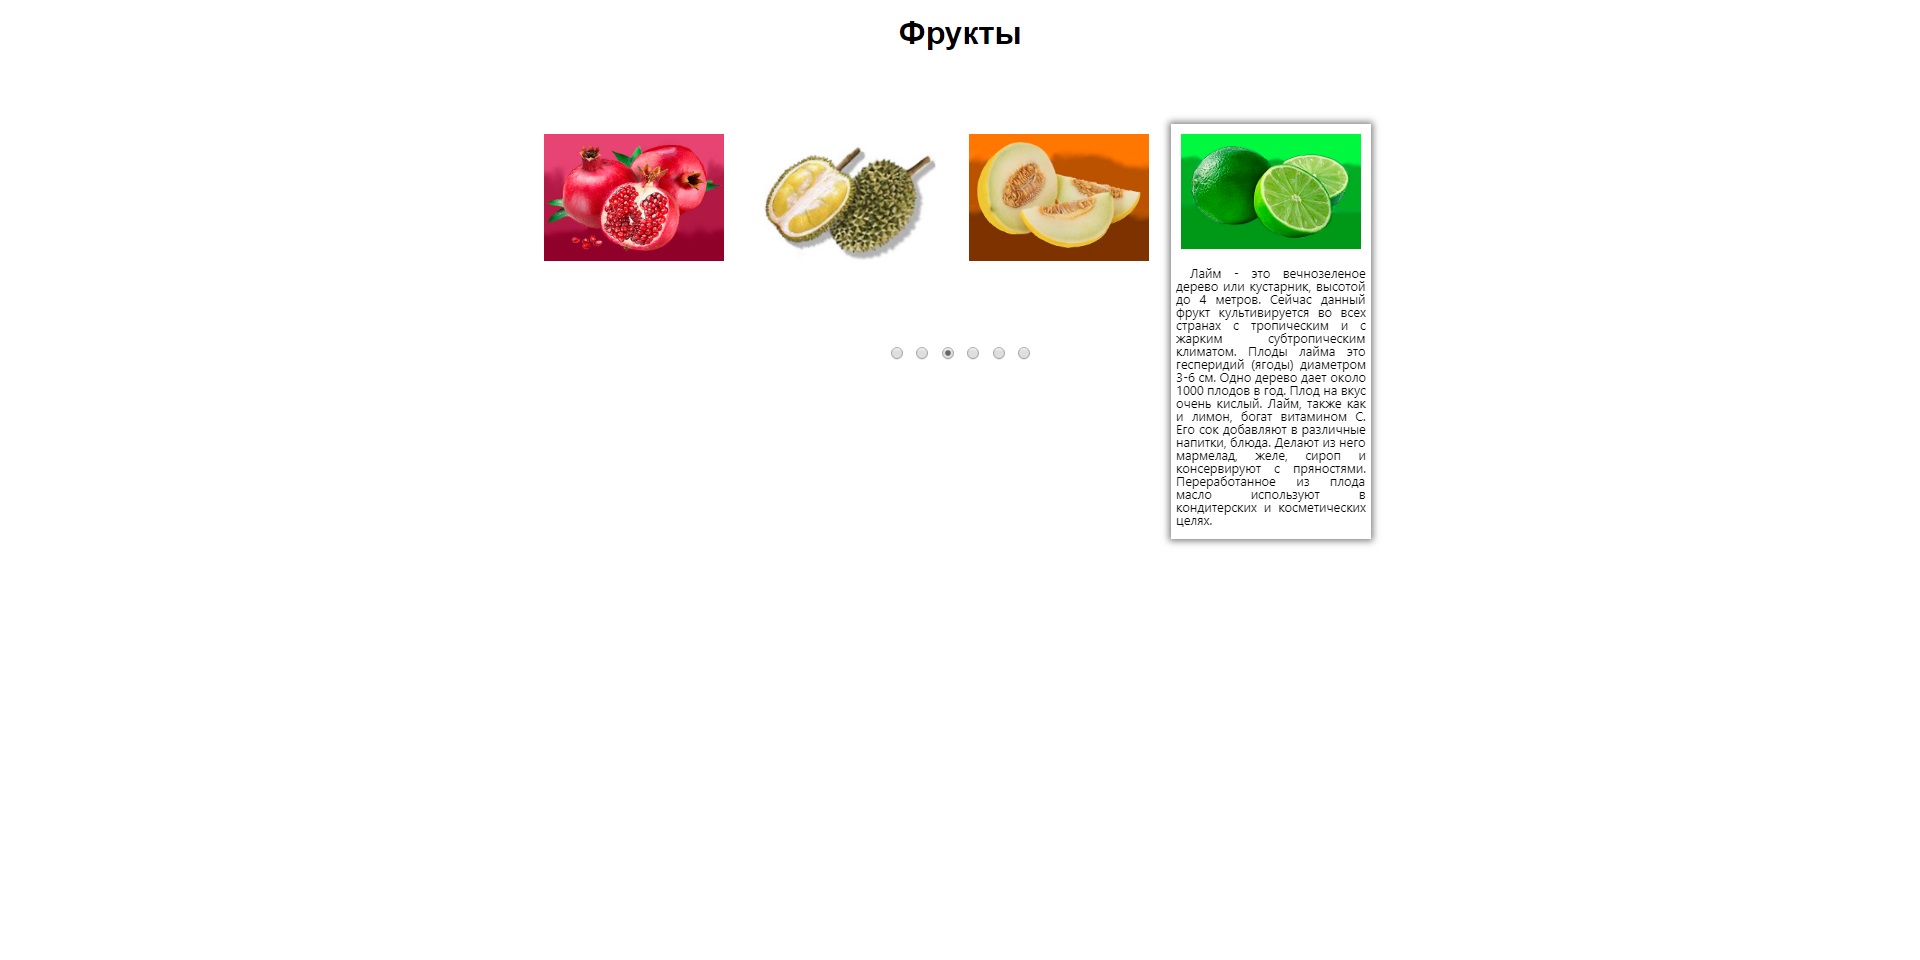 Фрукты
Лайм - это вечнозеленое
дерево или кустарник, высотой
до 4 метров. Сейчас данный
фрукт культивируется во всех
странах с тропическим и с
жарким субтропическим
климатом. Плоды лайма это
гесперидий (ягоды) диаметром
3-6 см. Одно дерево дает около
1000 плодов в год. Плод на вкус
очень кислый. Лайм, также как
и лимон, богат витамином С.
Его сок добавляют в различные
напитки, блюда. Делают из него
мармелад, желе, сироп и
консервируют с пряностями.
Переработанное из плода
масло используют в
кондитерских и косметических
целях.